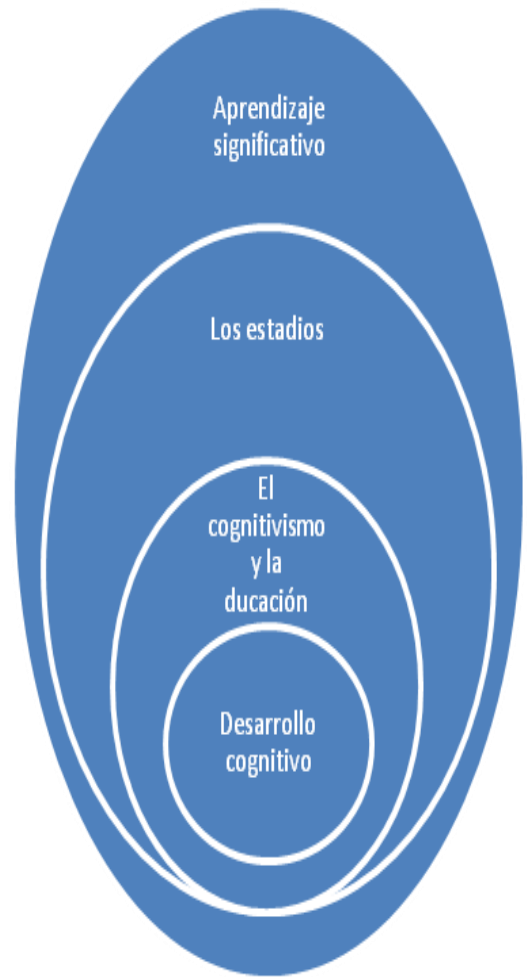 Aprendizaje
significativo
Los estadios
El
cognitivismo
y la
ducación
Desarrollo
cognitivo